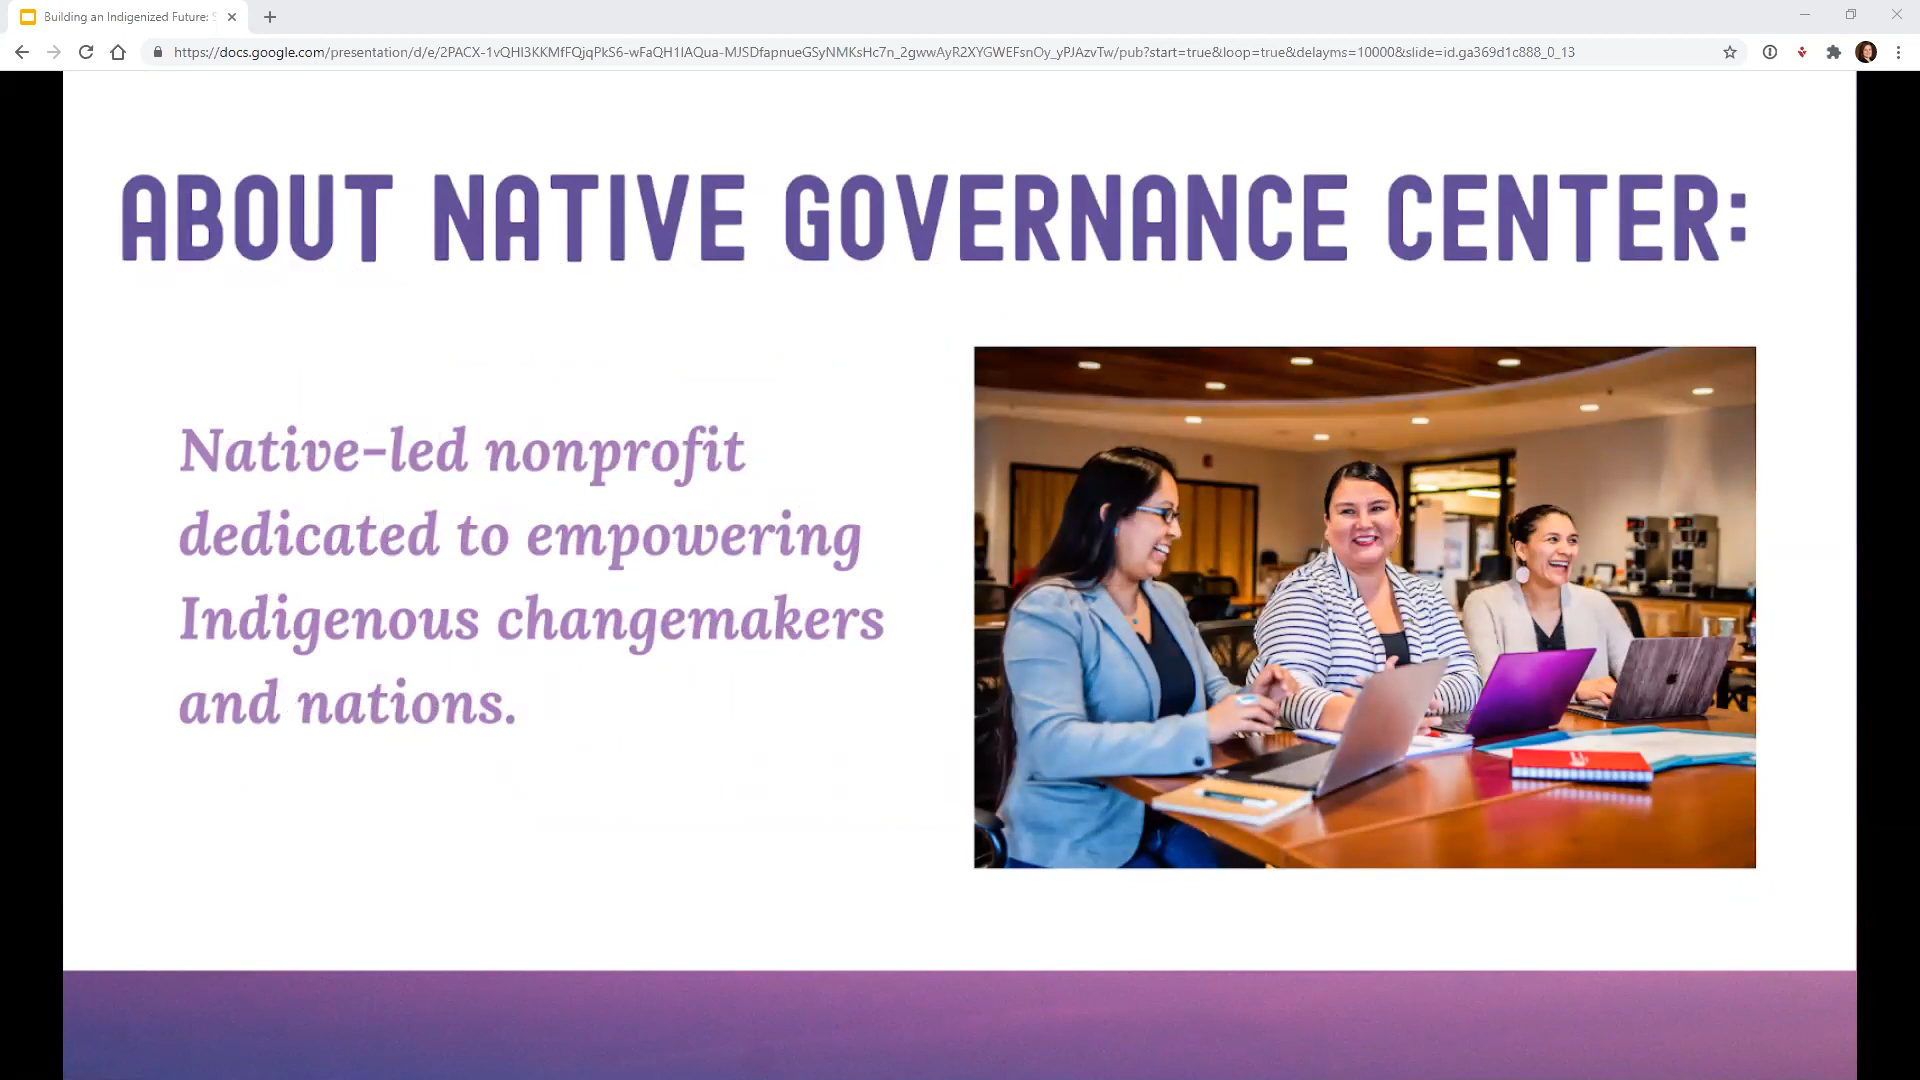 Building an Indigenized Future:
https://docs.google.com/presentation/d/e/2PACX-1vQHI3KKMfFQjqPkS6-wFaQH1IAQua-MJSDfapnueGSyNMKsHc7n_2gwwAyR2XYGWEFsnOy_yPJAzvTw/pub?start=true&loop=true&delayms=10000&slide=id.ga369d1c888_0_13
ABOUT NATIVE GOVERNANCE CENTER:
Native-led nonprofit
dedicated to empowering
Indigenous changemakers
and nations.